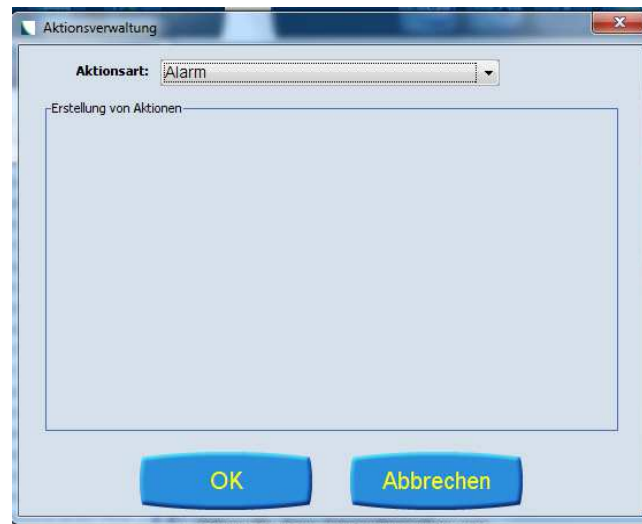 Aktionsverwaltung
Aktionsart: Alarm
Erstellung von Aktionen
OK Abbrechen